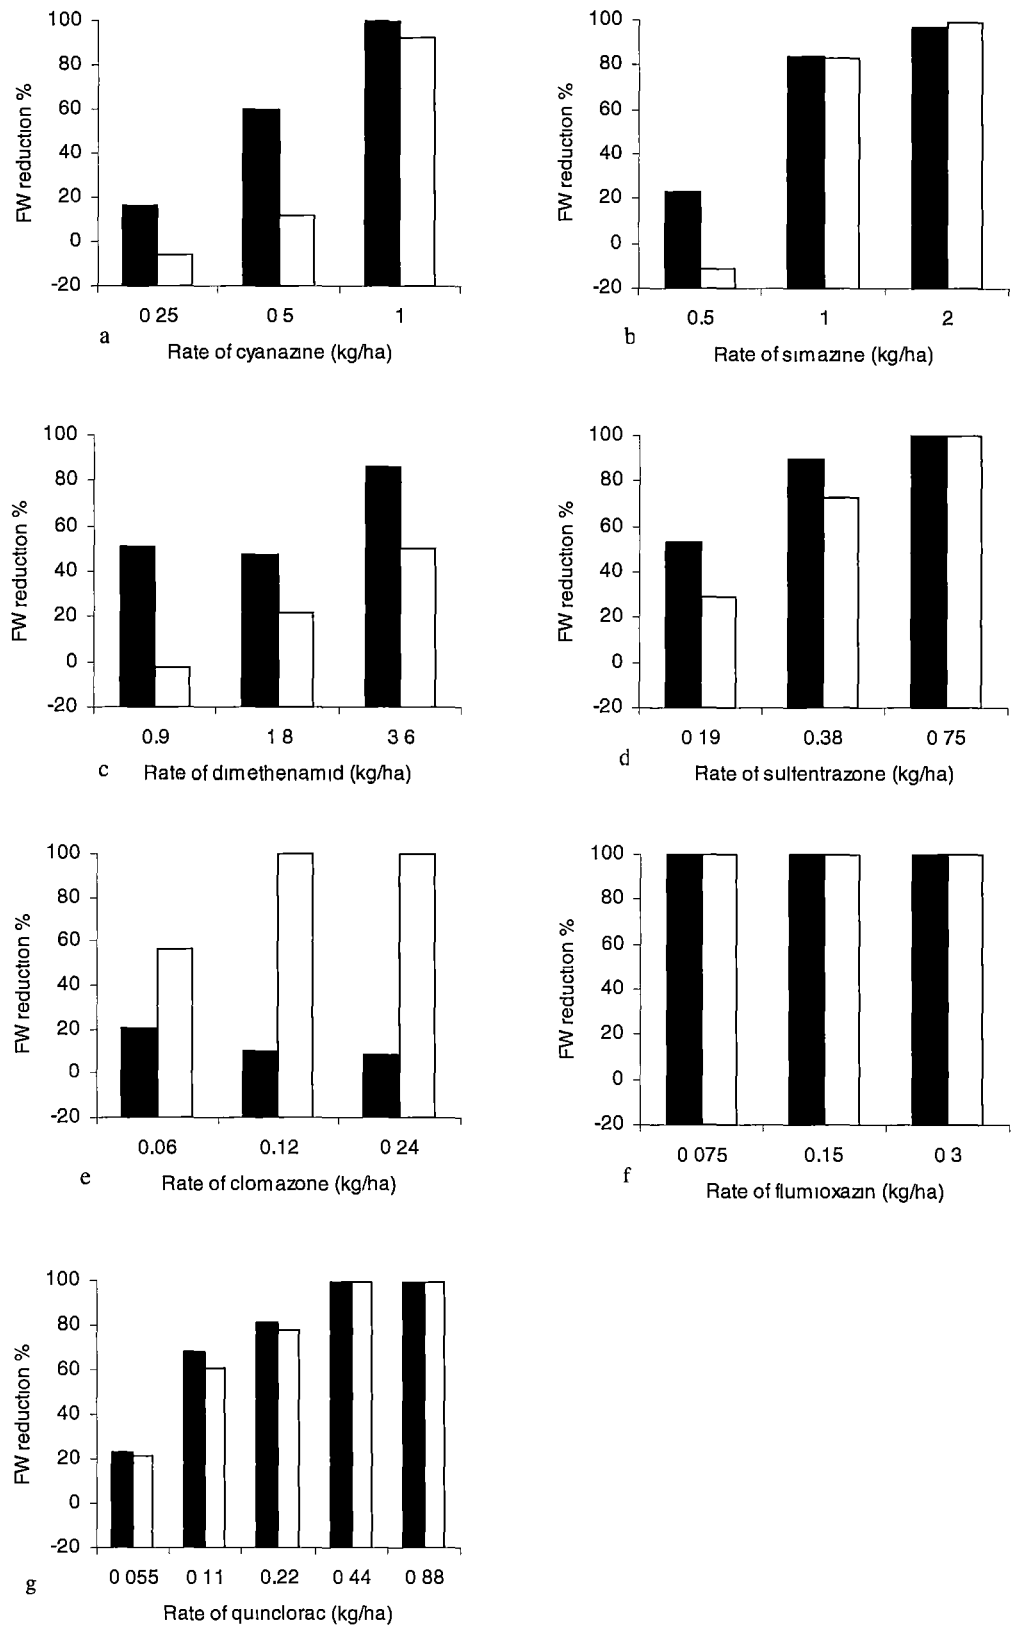 100
80
60
40
20
0
-20
FW reduction %
0 25 0 5 1
a
Rate of cyanazine (kg/ha)
100
80
60
40
20
0
-20
FW reduction %
0.5 1 2
b
Rate of simazine (kg/ha)
100
80
60
40
20
0
-20
FW reduction %
0.9 1 8 3 6
c
Rate of dimethenamid (kg/ha)
100
80
60
40
20
0
-20
FW reduction %
0 19 0.38 0 75
d
Rate of sulfentrazone (kg/ha)
100
80
60
40
20
0
-20
FW reduction %
0.06 0.12 0 24
e
Rate of clomazone (kg/ha)
100
80
60
40
20
0
-20
FW reduction %
0 075 0.15 0 3
f
Rate of flumioxazin (kg/ha)
100
80
60
40
20
0
-20
FW reduction %
0 055 0 11 0.22 0 44 0 88
g
Rate of quinclorac (kg/ha)